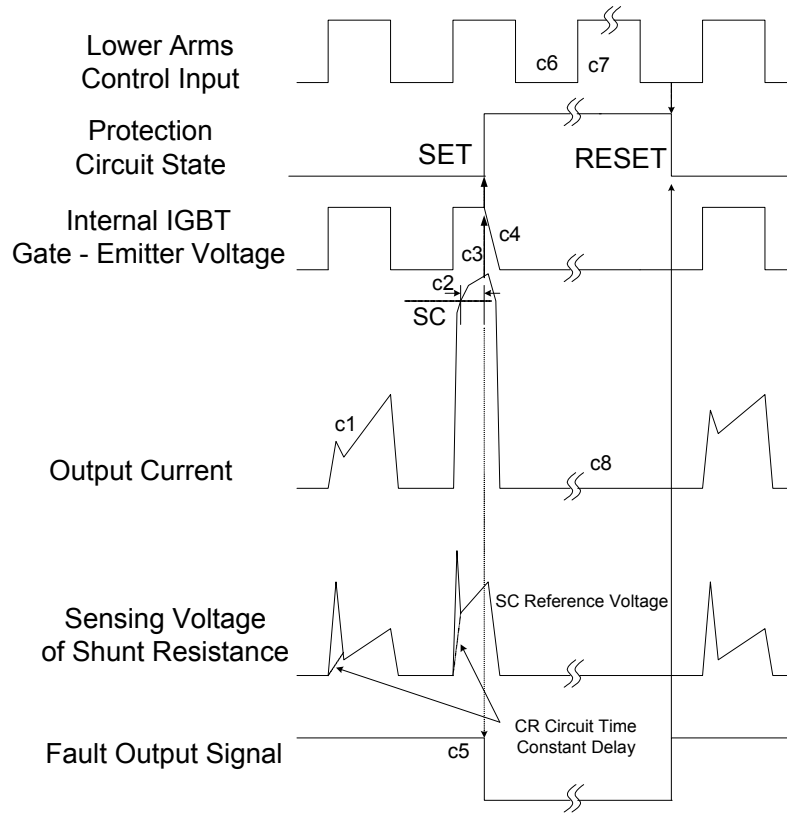 Lower Arms
Control Input
c6
c7
Protection
Circuit State
SET
RESET
Internal IGBT
Gate - Emitter Voltage
c4
c3
c2
SC
c1
Output Current
c8
SC Reference Voltage
Sensing Voltage
of Shunt Resistance
CR Circuit Time
Constant Delay
Fault Output Signal
c5